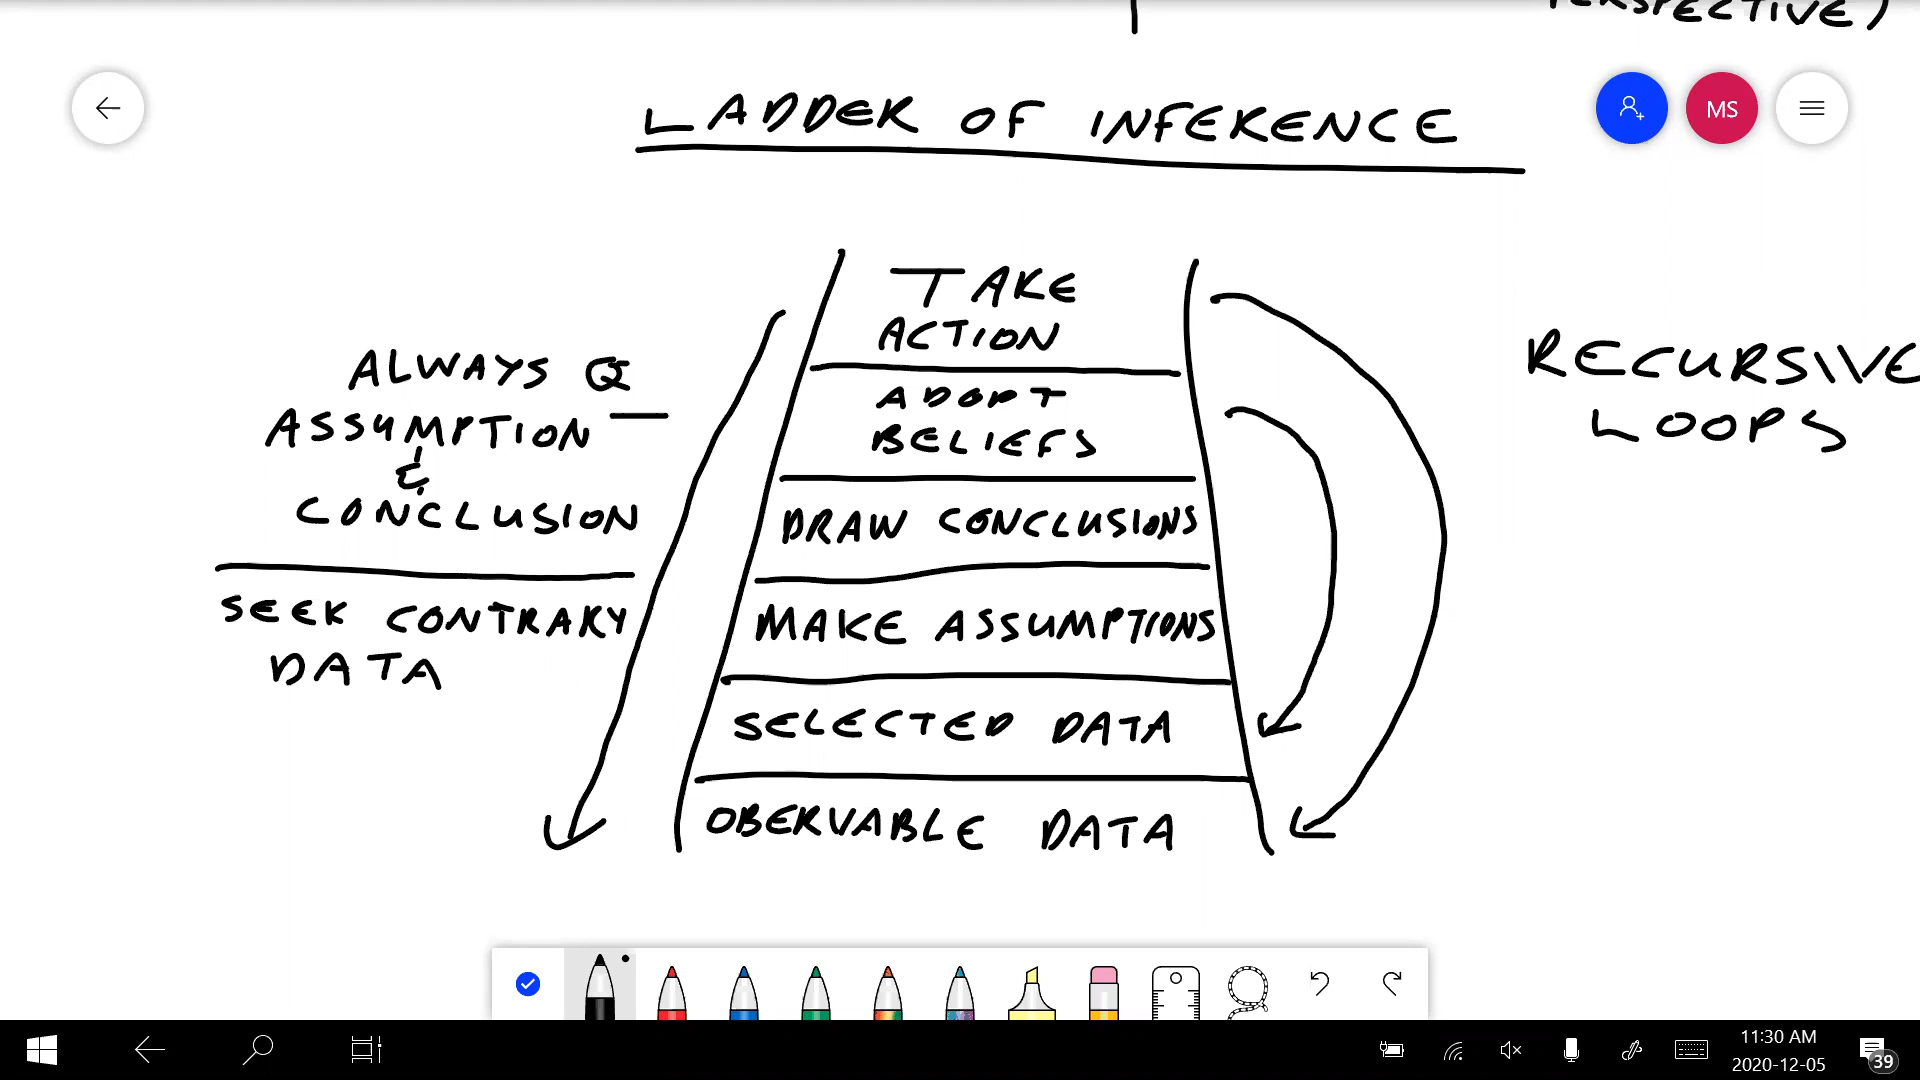 PERSPECTIVE)
MS
LADDER OF INFERENCE
TAKE
ACTION
ADOPT
BELIEFS
DRAW CONCLUSIONS
MAKE ASSUMPTIONS
SELECTED DATA
OBERVABLE DATA
ALWAYS Q
ASSUMPTION
&
CONCLUSION
SEEK CONTRARY
DATA
RECURSIVE
LOOPS
11:30 AM
2020-12-05
39